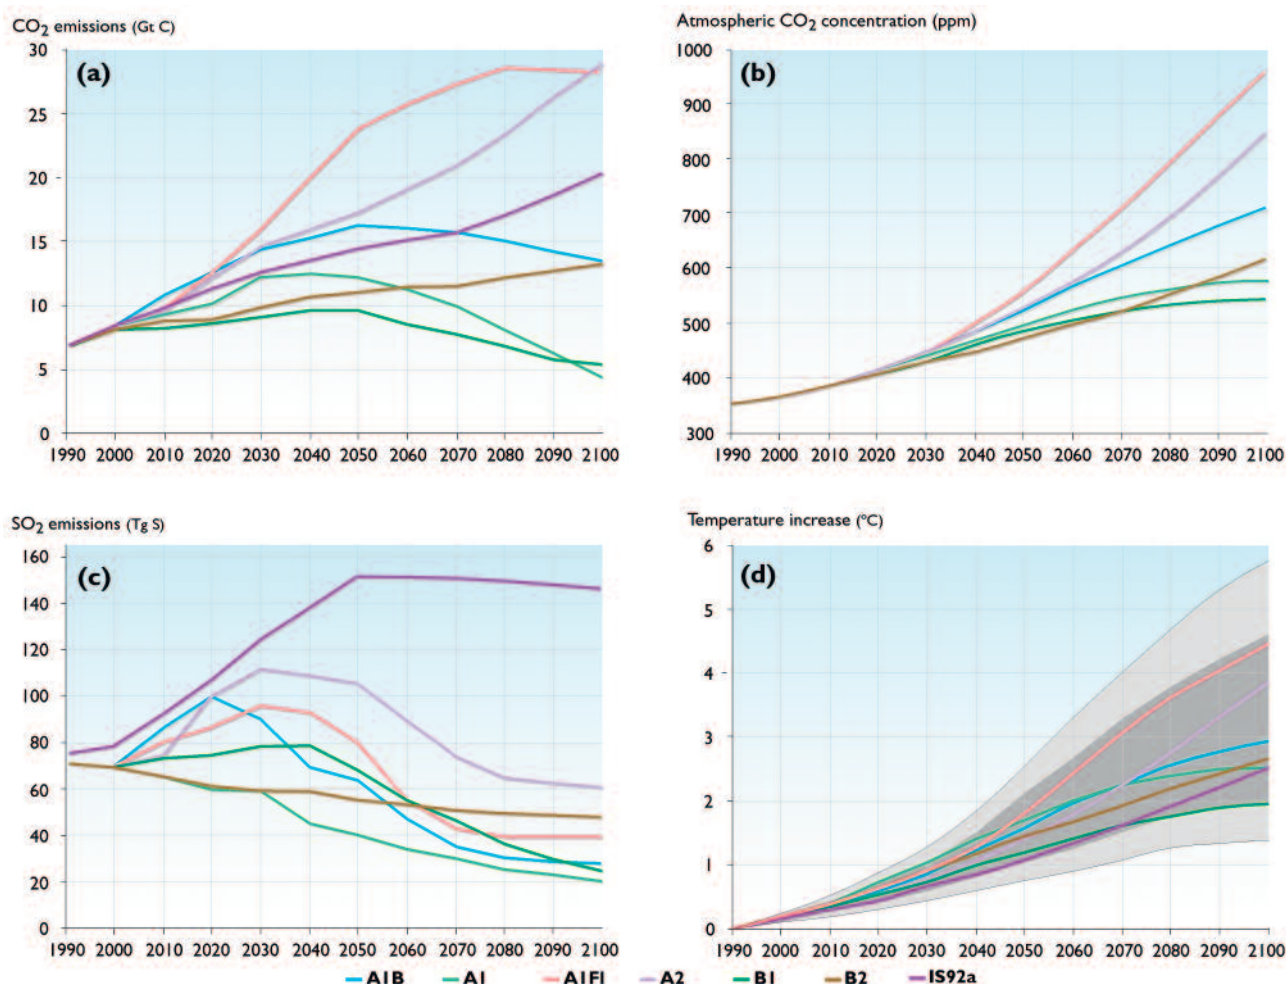 CO2 emissions (Gt C)
(a)
30
25
20
15
10
5
0
1990 2000 2010 2020 2030 2040 2050 2060 2070 2080 2090 2100
Atmospheric CO2 concentration (ppm)
(b)
1000
900
800
700
600
500
400
300
1990 2000 2010 2020 2030 2040 2050 2060 2070 2080 2090 2100
SO2 emissions (Tg S)
(c)
160
140
120
100
80
60
40
20
0
1990 2000 2010 2020 2030 2040 2050 2060 2070 2080 2090 2100
Temperature increase (°C)
(d)
6
5
4
3
2
1
0
1990 2000 2010 2020 2030 2040 2050 2060 2070 2080 2090 2100
A1B A1 A1FI A2 B1 B2 IS92a